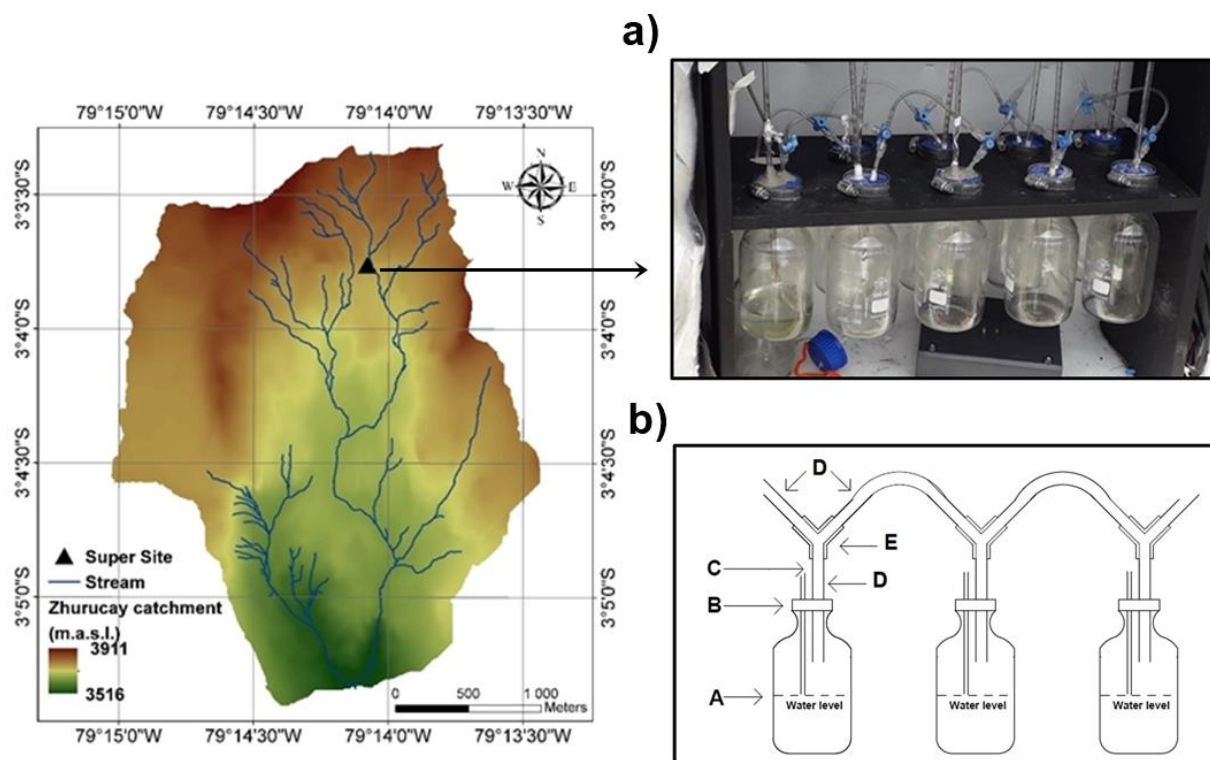 a)
79°15'0"W 79°14'30"W 79°14'0"W 79°13'30"W
3°3'30"S 3°3'30"S
3°4'0"S 3°4'0"S
3°4'30"S 3°4'30"S
3°5'0"S 3°5'0"S
N
W E
S
Super Site
Stream
Zhurucay catchment
(m.a.s.l.)
3911
3516
0 500 1 000
Meters
79°15'0"W 79°14'30"W 79°14'0"W 79°13'30"W
b)
D
E
C
D
B
A
Water level Water level Water level